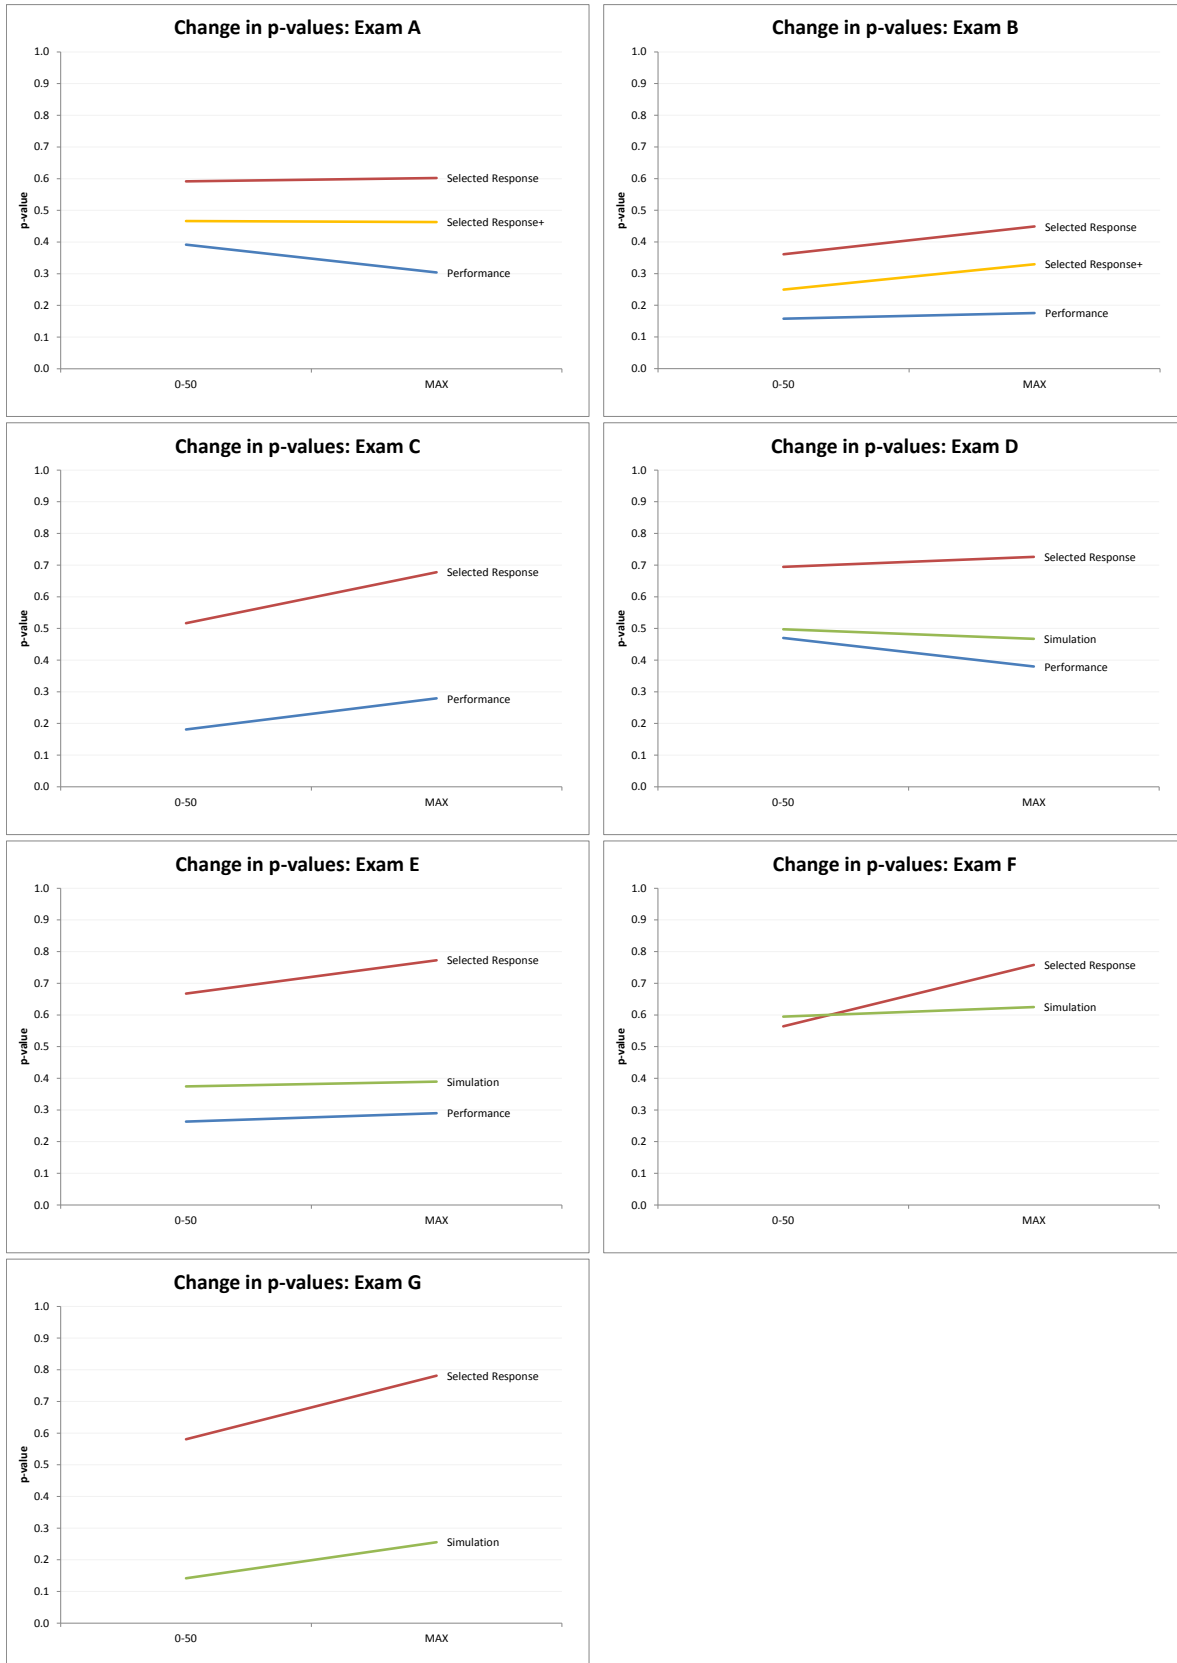 Change in p-values: Exam A
1.0
0.9
0.8
0.7
0.6
0.5
0.4
0.3
0.2
0.1
0.0
p-value
Selected Response
Selected Response+
Performance
0-50
MAX
Change in p-values: Exam B
1.0
0.9
0.8
0.7
0.6
0.5
0.4
0.3
0.2
0.1
0.0
p-value
Selected Response
Selected Response+
Performance
0-50
MAX
Change in p-values: Exam C
1.0
0.9
0.8
0.7
0.6
0.5
0.4
0.3
0.2
0.1
0.0
p-value
Selected Response
Performance
0-50
MAX
Change in p-values: Exam D
1.0
0.9
0.8
0.7
0.6
0.5
0.4
0.3
0.2
0.1
0.0
p-value
Selected Response
Simulation
Performance
0-50
MAX
Change in p-values: Exam E
1.0
0.9
0.8
0.7
0.6
0.5
0.4
0.3
0.2
0.1
0.0
p-value
Selected Response
Simulation
Performance
0-50
MAX
Change in p-values: Exam F
1.0
0.9
0.8
0.7
0.6
0.5
0.4
0.3
0.2
0.1
0.0
p-value
Selected Response
Simulation
0-50
MAX
Change in p-values: Exam G
1.0
0.9
0.8
0.7
0.6
0.5
0.4
0.3
0.2
0.1
0.0
p-value
Selected Response
Simulation
0-50
MAX